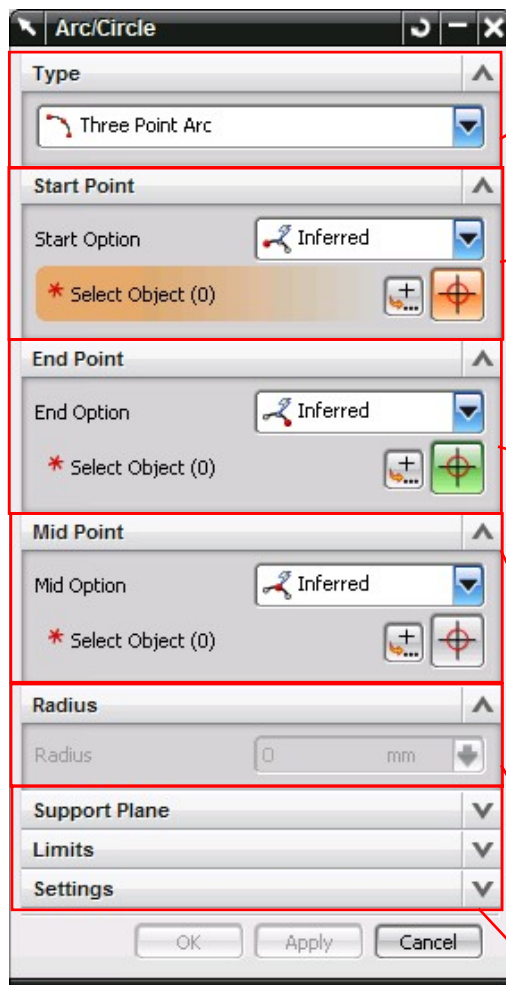 Arc/Circle
Type
Three Point Arc
Start Point
Start Option Inferred
* Select Object (0)
End Point
End Option Inferred
* Select Object (0)
Mid Point
Mid Option Inferred
* Select Object (0)
Radius
Radius 0 mm
Support Plane
Limits
Settings
OK Apply Cancel